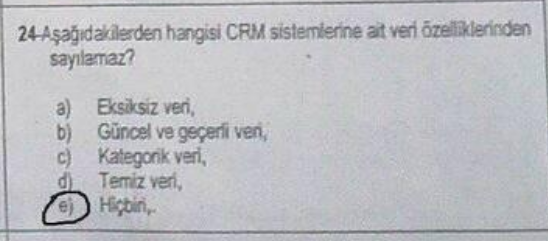 24-Aşağıdakilerden hangisi CRM sistemlerine ait veri özelliklerinden
sayılamaz?
a) Eksiksiz veri,
b) Güncel ve geçerli veri,
c) Kategorik veri,
d) Temiz veri,
e) Hiçbiri,.